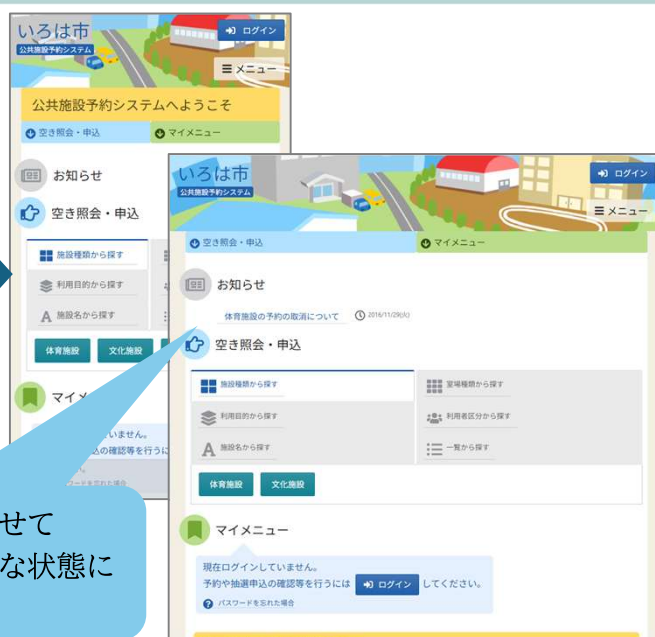 いろは市
公共施設予約システム
ログイン
メニュー
公共施設予約システムへようこそ
空き照会・申込
マイメニュー
お知らせ
空き照会・申込
施設種類から探す
利用目的から探す
施設名から探す
体育施設
文化施設
いません。
込の確認等を行うに
パスワードを忘れた場合
せて
な状態に
いろは市
公共施設予約システム
ログイン
メニュー
空き照会・申込
マイメニュー
お知らせ
体育施設の予約の取消について
2016/11/29(火)
空き照会・申込
施設種類から探す
室場種類から探す
利用目的から探す
利用者区分から探す
施設名から探す
一覧から探す
体育施設
文化施設
マイメニュー
現在ログインしていません。
予約や抽選申込の確認等を行うには ログイン してください。
パスワードを忘れた場合